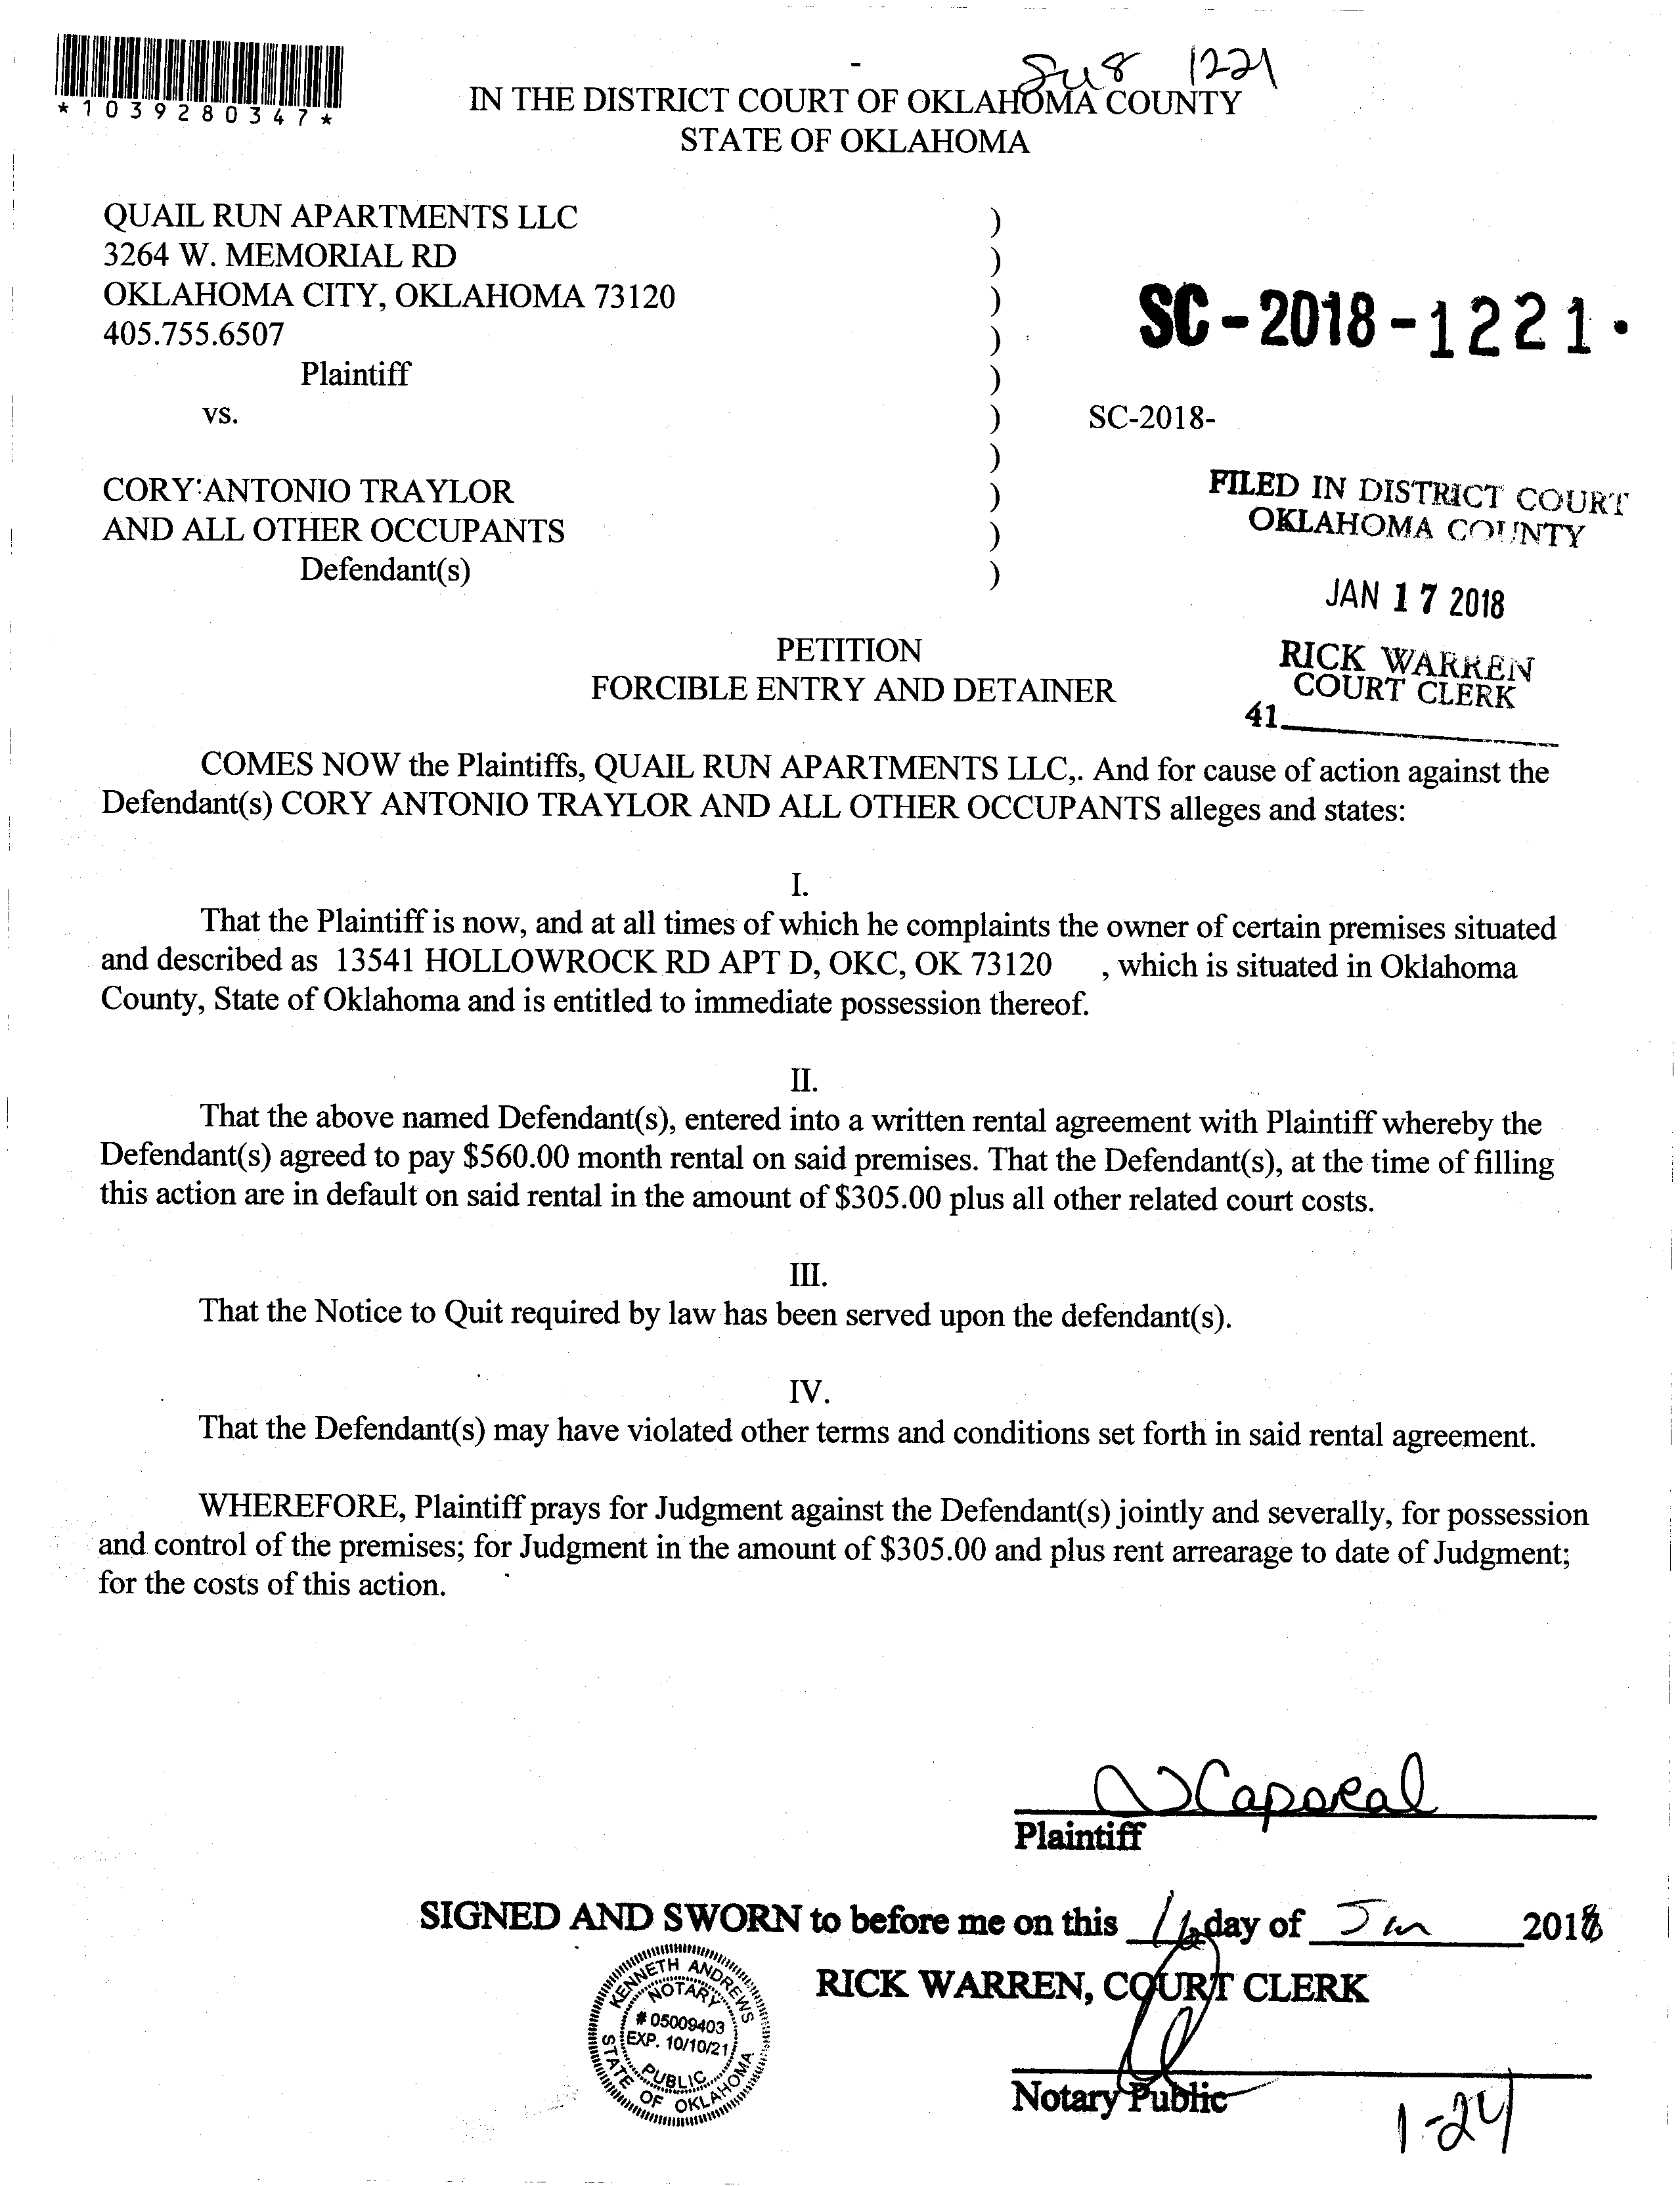 *1039280347*
1221
IN THE DISTRICT COURT OF OKLAHOMA COUNTY
STATE OF OKLAHOMA
QUAIL RUN APARTMENTS LLC )
3264 W. MEMORIAL RD )
OKLAHOMA CITY, OKLAHOMA 73120 )
405.755.6507 )
Plaintiff )
SC-2018-1221.
vs. ) SC-2018-
)
CORY ANTONIO TRAYLOR )
AND ALL OTHER OCCUPANTS )
Defendant(s) )
FILED IN DISTRICT COURT
OKLAHOMA COUNTY
JAN 17 2018
RICK WARREN
COURT CLERK
41
PETITION
FORCIBLE ENTRY AND DETAINER
COMES NOW the Plaintiffs, QUAIL RUN APARTMENTS LLC,. And for cause of action against the
Defendant(s) CORY ANTONIO TRAYLOR AND ALL OTHER OCCUPANTS alleges and states:
I.
That the Plaintiff is now, and at all times of which he complaints the owner of certain premises situated
and described as 13541 HOLLOWROCK RD APT D, OKC, OK 73120 , which is situated in Oklahoma
County, State of Oklahoma and is entitled to immediate possession thereof.
II.
That the above named Defendant(s), entered into a written rental agreement with Plaintiff whereby the
Defendant(s) agreed to pay $560.00 month rental on said premises. That the Defendant(s), at the time of filling
this action are in default on said rental in the amount of $305.00 plus all other related court costs.
III.
That the Notice to Quit required by law has been served upon the defendant(s).
IV.
That the Defendant(s) may have violated other terms and conditions set forth in said rental agreement.
WHEREFORE, Plaintiff prays for Judgment against the Defendant(s) jointly and severally, for possession
and control of the premises; for Judgment in the amount of $305.00 and plus rent arrearage to date of Judgment;
for the costs of this action.
NCaporal
Plaintiff
SIGNED AND SWORN to before me on this 16 day of Jan 2018
RICK WARREN, COURT CLERK
KENNETH ANDREWS
NOTARY
# 05009403
EXP. 10/10/21
PUBLIC
STATE OF OKLAHOMA
Notary Public
1-24